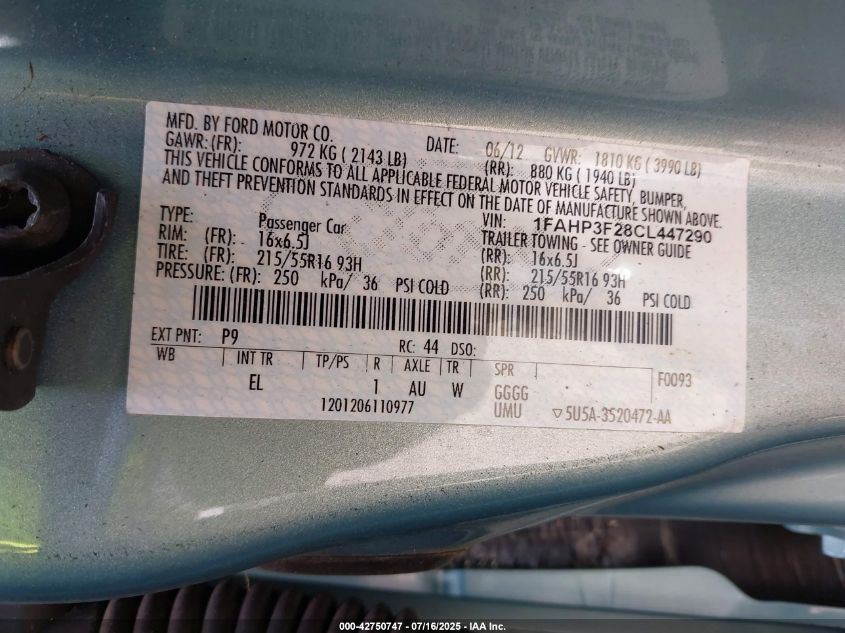 MFD. BY FORD MOTOR CO. DATE: 06/12 GVWR: 1810 KG ( 3990 LB)
GAWR: (FR): 972 KG ( 2143 LB) (RR): 880 KG ( 1940 LB)
THIS VEHICLE CONFORMS TO ALL APPLICABLE FEDERAL MOTOR VEHICLE SAFETY, BUMPER,
AND THEFT PREVENTION STANDARDS IN EFFECT ON THE DATE OF MANUFACTURE SHOWN ABOVE.
TYPE: Passenger Car VIN: 1FAHP3F28CL447290
TRAILER TOWING - SEE OWNER GUIDE
RIM: (FR): 16x6.5J (RR): 16x6.5J
TIRE: (FR): 215/55R16 93H (RR): 215/55R16 93H
PRESSURE: (FR): 250 kPa/ 36 PSI COLD (RR): 250 kPa/ 36 PSI COLD
EXT PNT: P9 RC: 44 DSO:
WB INT TR TP/PS R AXLE TR SPR F0093
EL 1 AU W GGGG
1201206110977 UMU ▽5U5A-3520472-AA
000-42750747 - 07/16/2025 - IAA Inc.